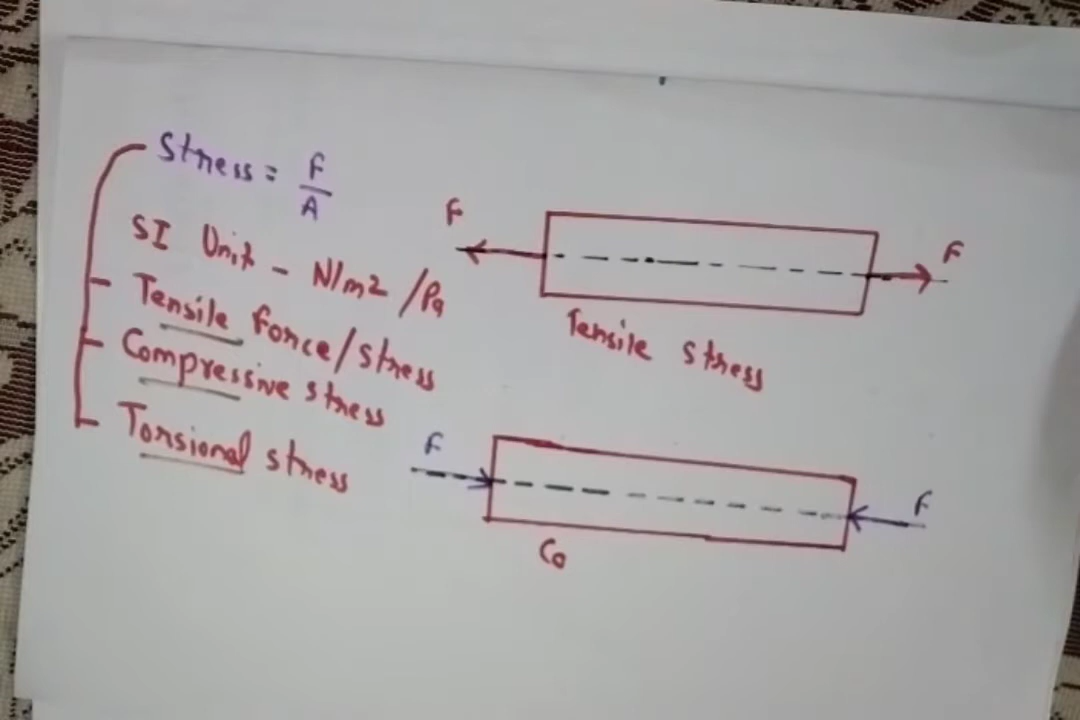 Stress = F/A
SI Unit - N/m2 /Pa
Tensile force/stress
Compressive stress
Torsional stress
F
F
Tensile stress
F
F
Co